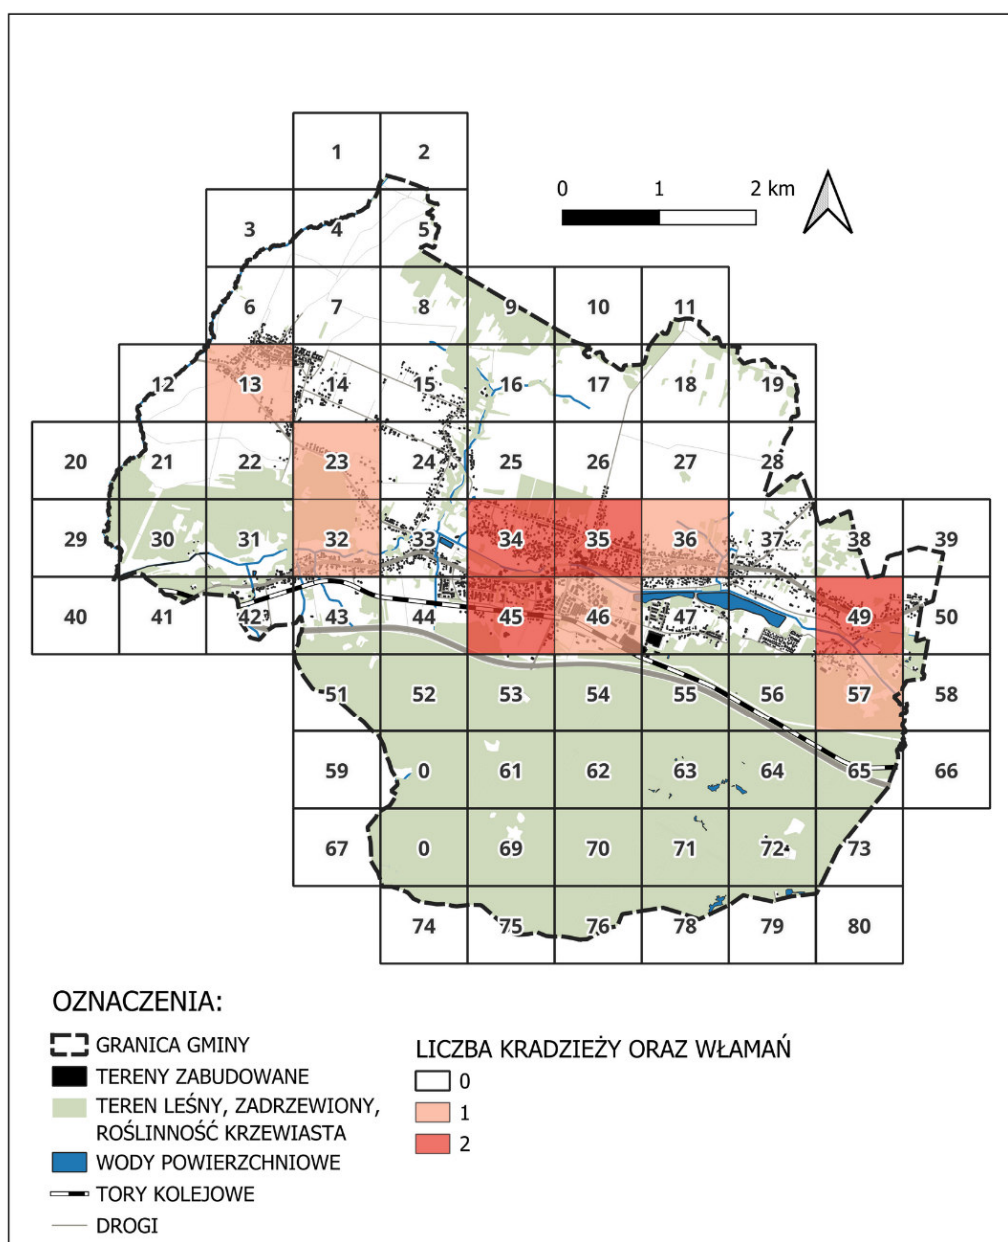 1 2
0 1 2 km
3 4 5
6 7 8 9 10 11
12 13 14 15 16 17 18 19
20 21 22 23 24 25 26 27 28
29 30 31 32 33 34 35 36 37 38 39
40 41 42 43 44 45 46 47 49 50
51 52 53 54 55 56 57 58
59 0 61 62 63 64 65 66
67 0 69 70 71 72 73
74 75 76 78 79 80
OZNACZENIA:
GRANICA GMINY
TERENY ZABUDOWANE
TEREN LEŚNY, ZADRZEWIONY,
ROŚLINNOŚĆ KRZEWIASTA
WODY POWIERZCHNIOWE
TORY KOLEJOWE
DROGI
LICZBA KRADZIEŻY ORAZ WŁAMAŃ
0
1
2